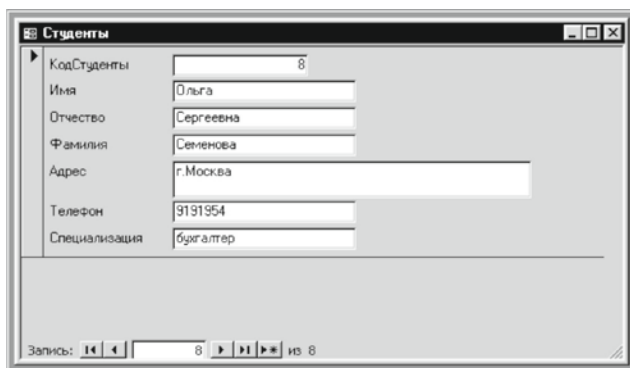 Студенты
КодСтуденты 8
Имя Ольга
Отчество Сергеевна
Фамилия Семенова
Адрес г.Москва
Телефон 9191954
Специализация бухгалтер
Запись: 8 из 8